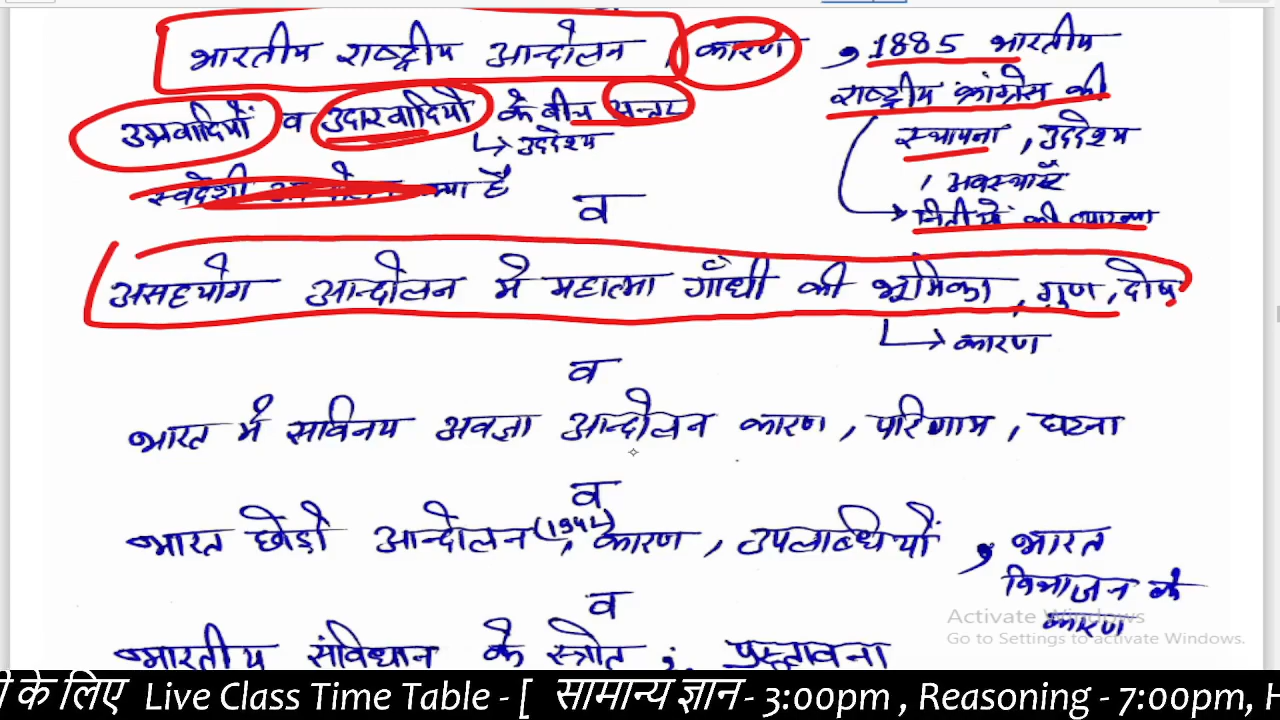 भारतीय राष्ट्रीय आन्दोलन , कारण , 1885 भारतीय
राष्ट्रीय कांग्रेस की
स्थापना , उद्देश्य
, अवस्थाएँ
उग्रवादियों व उदारवादियों के बीच अन्तर
↳ उद्देश्य
स्वदेशी क्या है
व
असहयोग आन्दोलन मे महात्मा गाँधी की भूमिका , गुण , दोष
↳ कारण
व
भारत में सविनय अवज्ञा आन्दोलन कारण , परिणाम , घटना
व
भारत छोडो आन्दोलन (1942) , कारण , उपलब्धियों , भारत
विभाजन के
कारण
व
भारतीय संविधान के स्त्रोत , प्रस्तावना
Activate Windows
Go to Settings to activate Windows.
के लिए Live Class Time Table - [ सामान्य ज्ञान- 3:00pm , Reasoning - 7:00pm, H